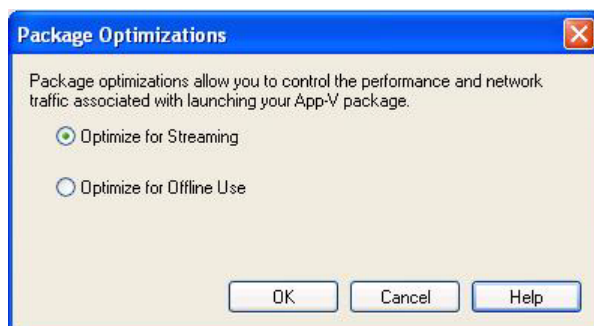 Package Optimizations
Package optimizations allow you to control the performance and network
traffic associated with launching your App-V package.
Optimize for Streaming
Optimize for Offline Use
OK Cancel Help